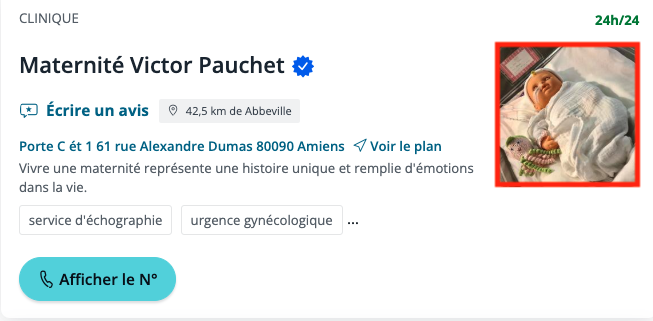 CLINIQUE
24h/24
Maternité Victor Pauchet
Écrire un avis
42,5 km de Abbeville
Porte C ét 1 61 rue Alexandre Dumas 80090 Amiens Voir le plan
Vivre une maternité représente une histoire unique et remplie d'émotions
dans la vie.
service d'échographie
urgence gynécologique
...
Afficher le N°